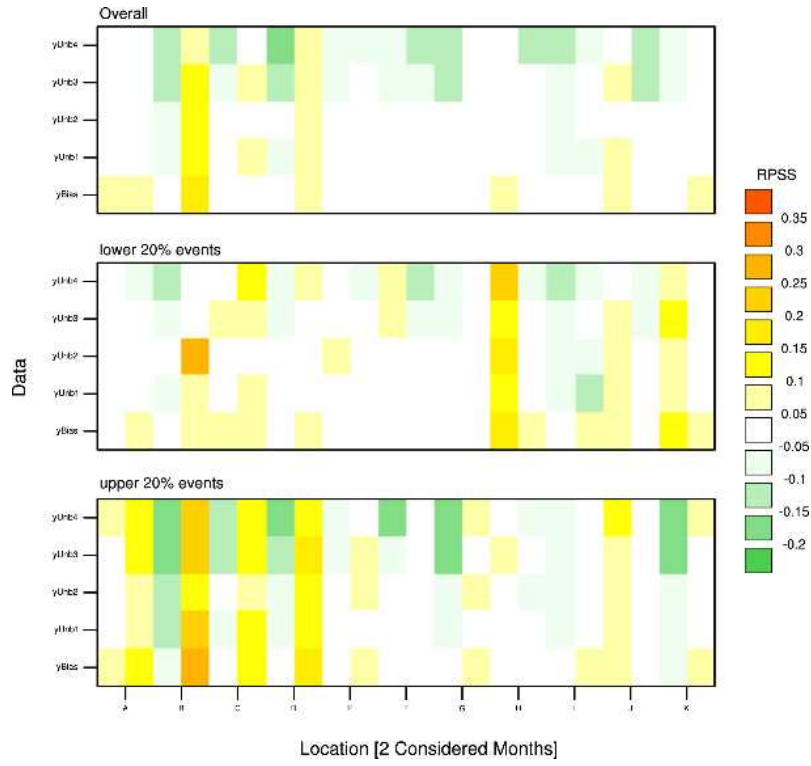 Overall
yUnb4
yUnb3
yUnb2
yUnb1
yBias
lower 20% events
yUnb4
yUnb3
yUnb2
yUnb1
yBias
upper 20% events
yUnb4
yUnb3
yUnb2
yUnb1
yBias
A B C D E F G H I J K
Data
Location [2 Considered Months]
RPSS
0.35
0.3
0.25
0.2
0.15
0.1
0.05
-0.05
-0.1
-0.15
-0.2